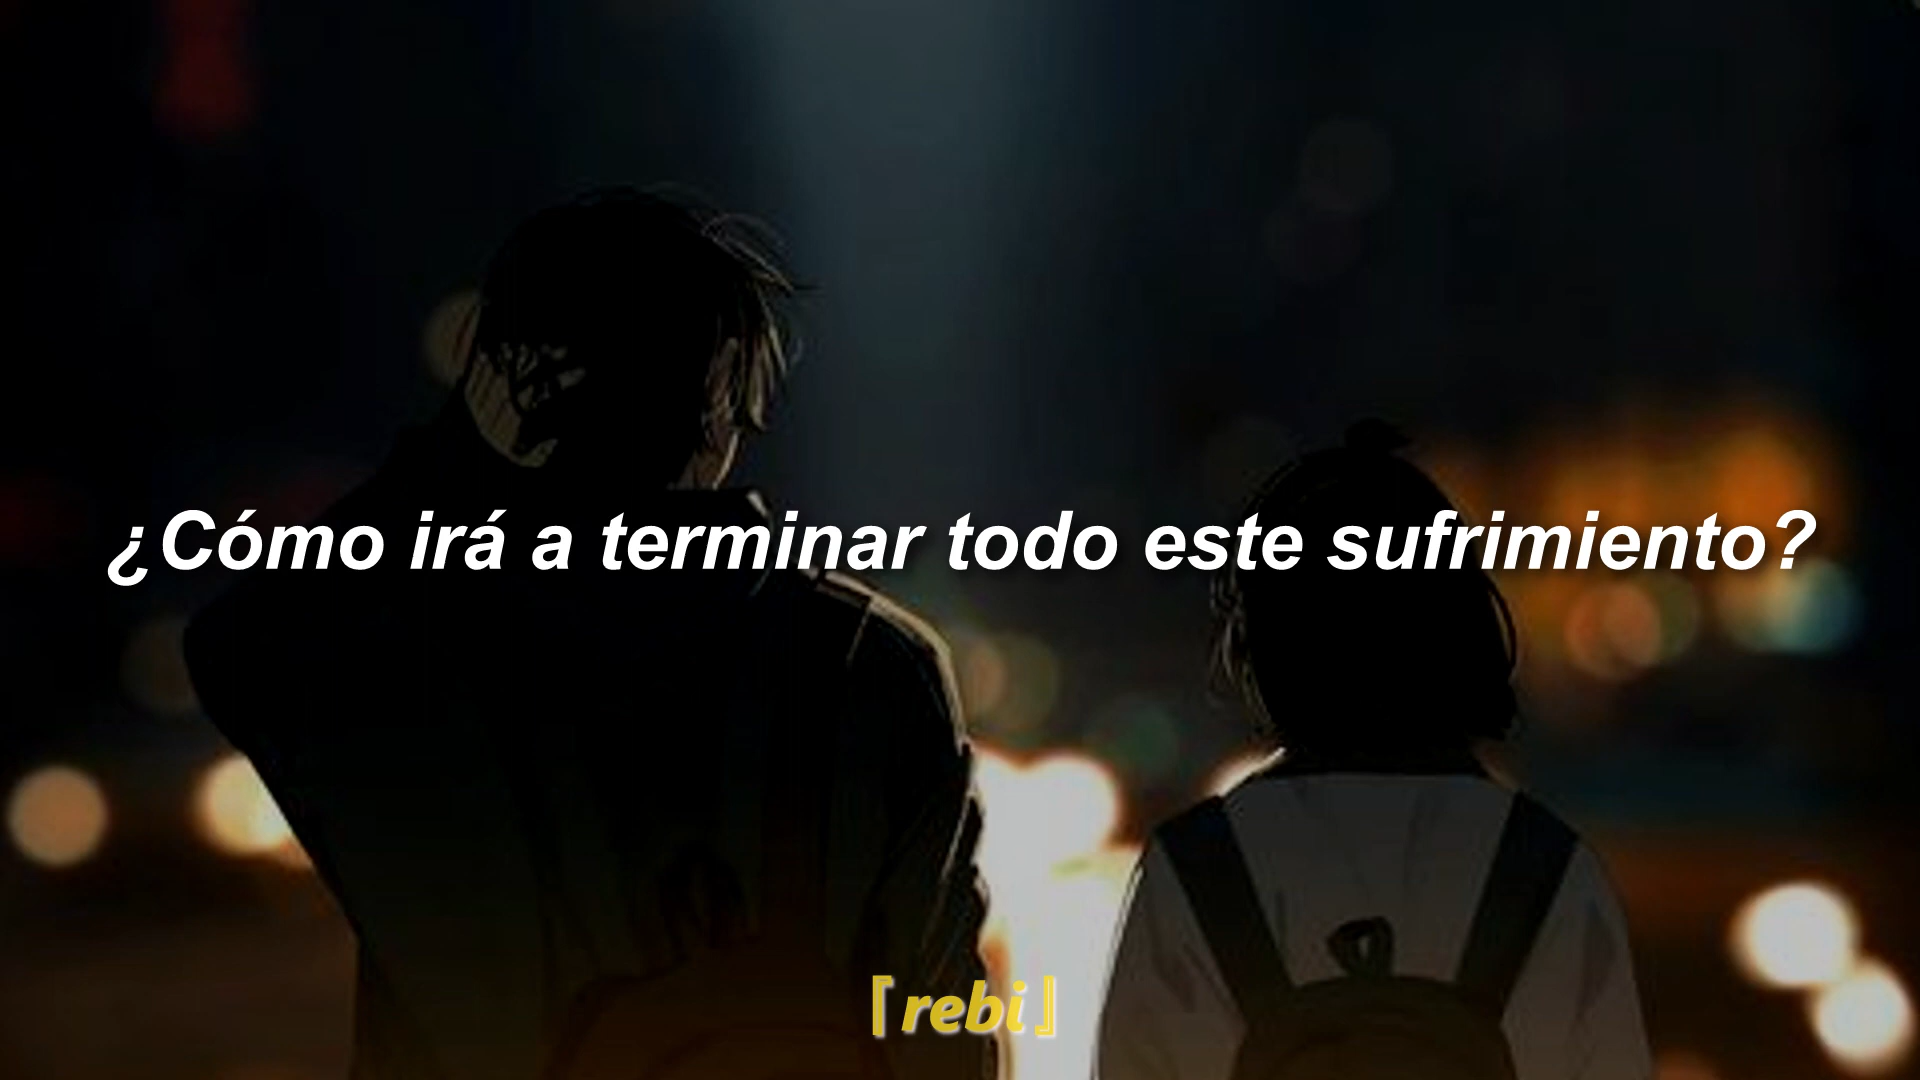 ¿Cómo irá a terminar todo este sufrimiento?
『rebi』